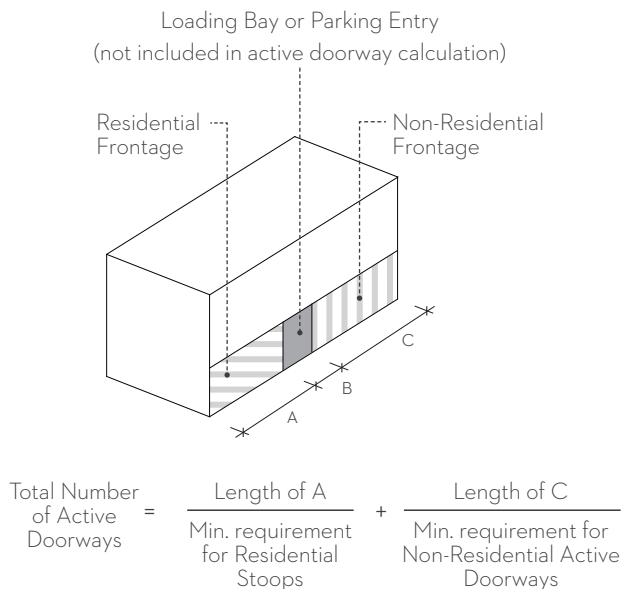 Loading Bay or Parking Entry
(not included in active doorway calculation)
Residential
Frontage
Non-Residential
Frontage
A
B
C
Total Number
of Active
Doorways
=
Length of A
Min. requirement
for Residential
Stoops
+
Length of C
Min. requirement for
Non-Residential Active
Doorways